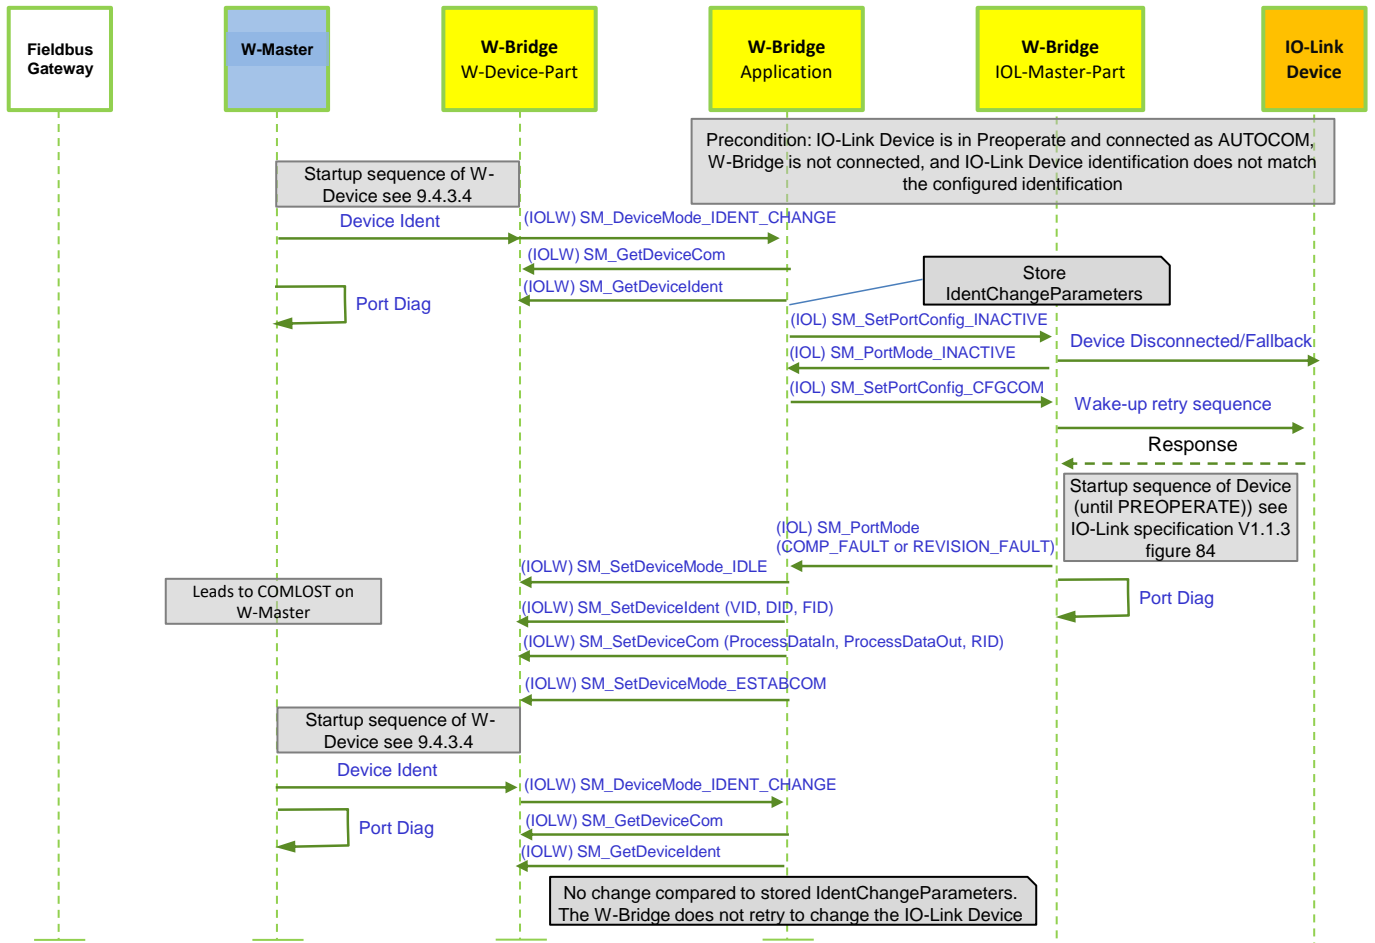 Fieldbus
Gateway
W-Master
W-Bridge
W-Device-Part
W-Bridge
Application
W-Bridge
IOL-Master-Part
IO-Link
Device
Precondition: IO-Link Device is in Preoperate and connected as AUTOCOM,
W-Bridge is not connected, and IO-Link Device identification does not match
the configured identification
Startup sequence of W-
Device see 9.4.3.4
Device Ident
(IOLW) SM_DeviceMode_IDENT_CHANGE
(IOLW) SM_GetDeviceCom
Store
IdentChangeParameters
(IOLW) SM_GetDeviceIdent
Port Diag
(IOL) SM_SetPortConfig_INACTIVE
Device Disconnected/Fallback
(IOL) SM_PortMode_INACTIVE
(IOL) SM_SetPortConfig_CFGCOM
Wake-up retry sequence
Response
Startup sequence of Device
(until PREOPERATE)) see
IO-Link specification V1.1.3
figure 84
(IOL) SM_PortMode
(COMP_FAULT or REVISION_FAULT)
(IOLW) SM_SetDeviceMode_IDLE
Leads to COMLOST on
W-Master
Port Diag
(IOLW) SM_SetDeviceIdent (VID, DID, FID)
(IOLW) SM_SetDeviceCom (ProcessDataIn, ProcessDataOut, RID)
(IOLW) SM_SetDeviceMode_ESTABCOM
Startup sequence of W-
Device see 9.4.3.4
Device Ident
(IOLW) SM_DeviceMode_IDENT_CHANGE
Port Diag
(IOLW) SM_GetDeviceCom
(IOLW) SM_GetDeviceIdent
No change compared to stored IdentChangeParameters.
The W-Bridge does not retry to change the IO-Link Device